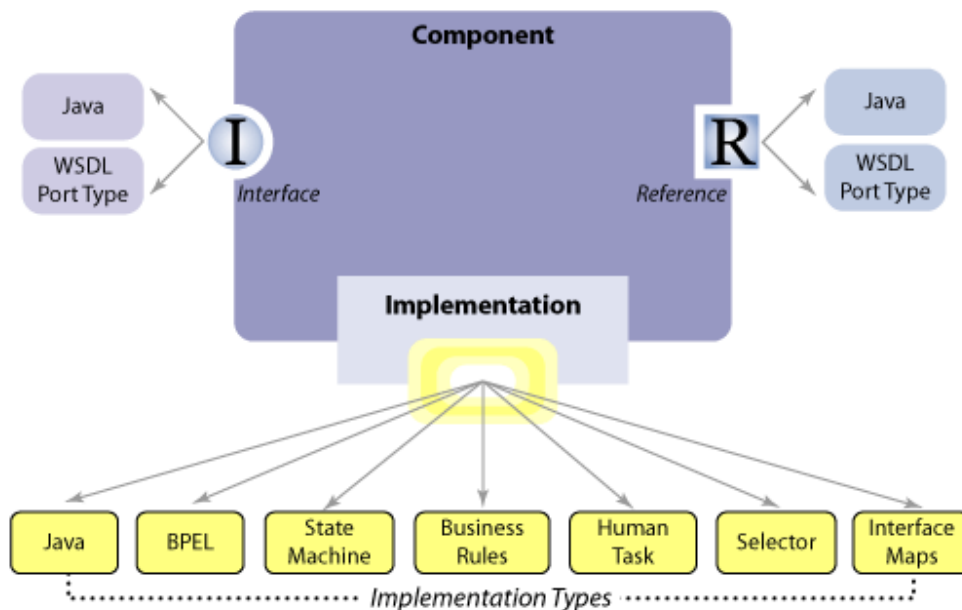 Component
Java
WSDL
Port Type
I
Interface
R
Reference
Java
WSDL
Port Type
Implementation
Java
BPEL
State
Machine
Business
Rules
Human
Task
Selector
Interface
Maps
Implementation Types